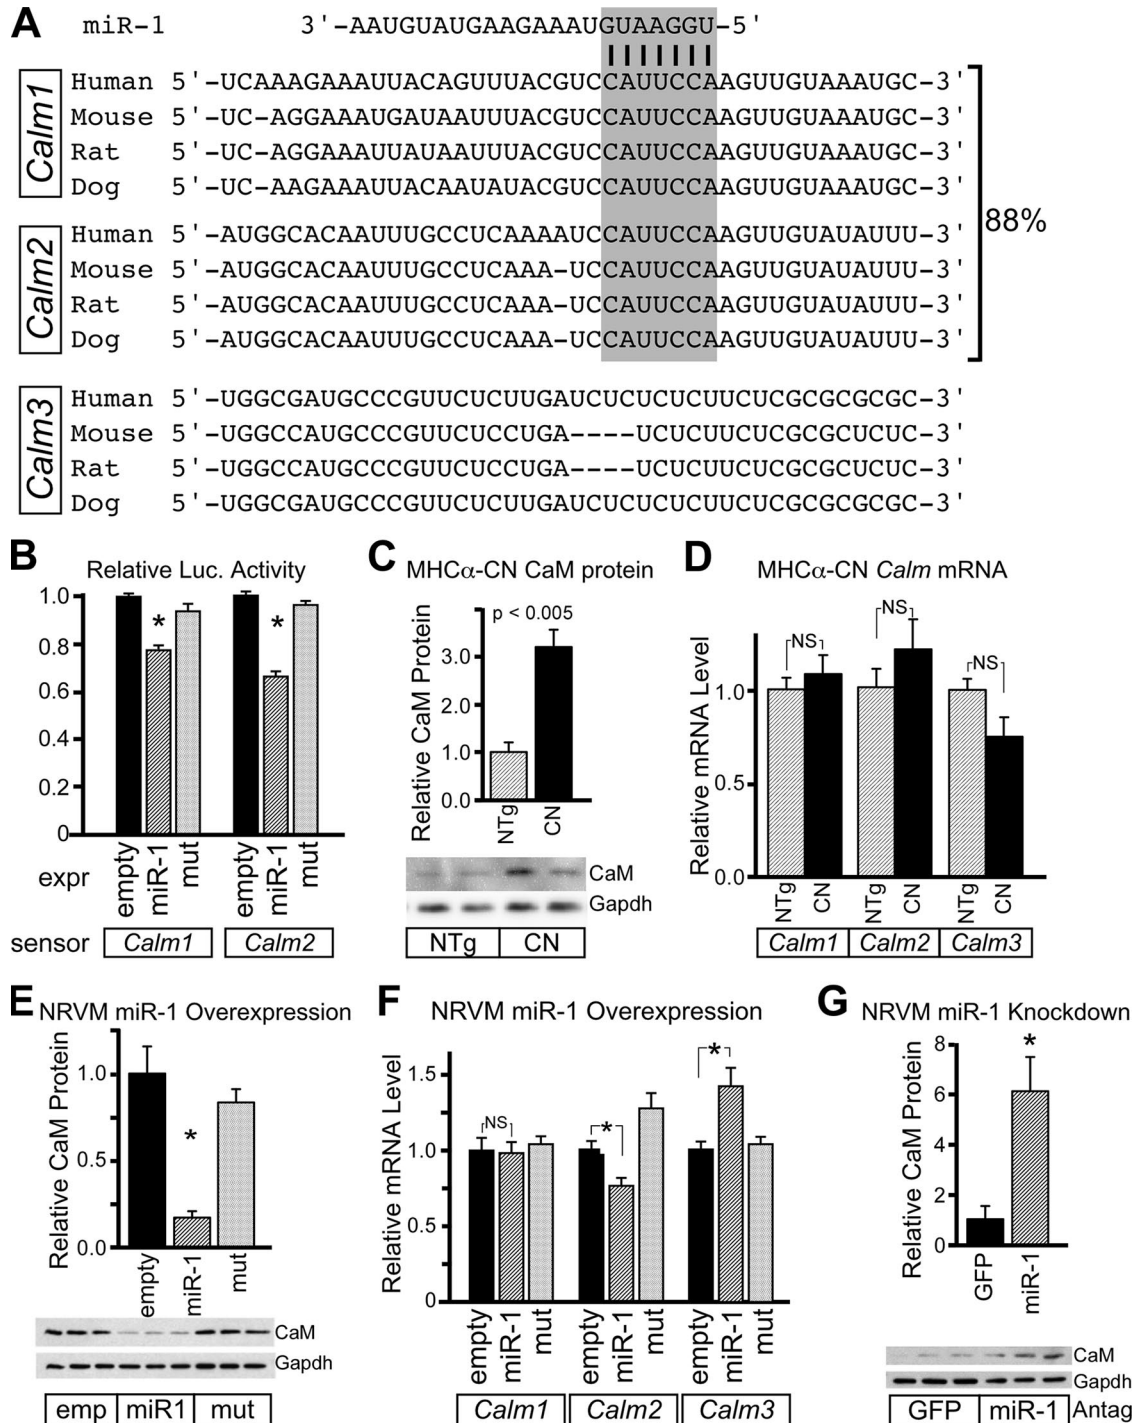 A
miR-1 3'-AAUGUAUGAAGAAAUGUAAGGU-5'
Calm1
Human 5'-UCAAAGAAAUUACAGUUUACGUCCAUUCCAAGUUGUAAAUGC-3'
Mouse 5'-UC-AGGAAAUGAUAAUUUACGUCCAUUCCAAGUUGUAAAUGC-3'
Rat 5'-UC-AGGAAAUUAUAAUUUACGUCCAUUCCAAGUUGUAAAUGC-3'
Dog 5'-UC-AAGAAAUUACAAUAUACGUCCAUUCCAAGUUGUAAAUGC-3'
88%
Calm2
Human 5'-AUGGCACAAUUUGCCUCAAAAUCCAUUCCAAGUUGUAUAUUU-3'
Mouse 5'-AUGGCACAAUUUGCCUCAAA-UCCAUUCCAAGUUGUAUAUUU-3'
Rat 5'-AUGGCACAAUUUGCCUCAAA-UCCAUUCCAAGUUGUAUAUUU-3'
Dog 5'-AUGGCACAAUUUGCCUCAAA-UCCAUUCCAAGUUGUAUAUUU-3'
Calm3
Human 5'-UGGCGAUGCCCGUUCUCUUGAUCUCUCUCUUCUCGCGCGCGC-3'
Mouse 5'-UGGCCAUGCCCGUUCUCCUGA----UCUCUUCUCGCGCUCUC-3'
Rat 5'-UGGCCAUGCCCGUUCUCCUGA----UCUCUUCUCGCGCUCUC-3'
Dog 5'-UGGCGAUGCCCGUUCUCUUGAUCUCUCUCUUCUCGCGCGCGC-3'
B
Relative Luc. Activity
1.0
0.8
0.6
0.4
0.2
0
* *
expr empty miR-1 mut empty miR-1 mut
sensor Calm1 Calm2
C
MHCα-CN CaM protein
p < 0.005
Relative CaM Protein
3.0
2.0
1.0
0.0
NTg CN
CaM
Gapdh
NTg CN
D
MHCα-CN Calm mRNA
Relative mRNA Level
1.0
0.5
0.0
NS NS NS
NTg CN NTg CN NTg CN
Calm1 Calm2 Calm3
E
NRVM miR-1 Overexpression
Relative CaM Protein
1.0
0.5
0.0
*
empty miR-1 mut
CaM
Gapdh
emp miR1 mut
F
NRVM miR-1 Overexpression
Relative mRNA Level
1.5
1.0
0.5
0
NS * *
empty miR-1 mut empty miR-1 mut empty miR-1 mut
Calm1 Calm2 Calm3
G
NRVM miR-1 Knockdown
Relative CaM Protein
8
6
4
2
0
*
GFP miR-1
CaM
Gapdh
GFP miR-1 Antag